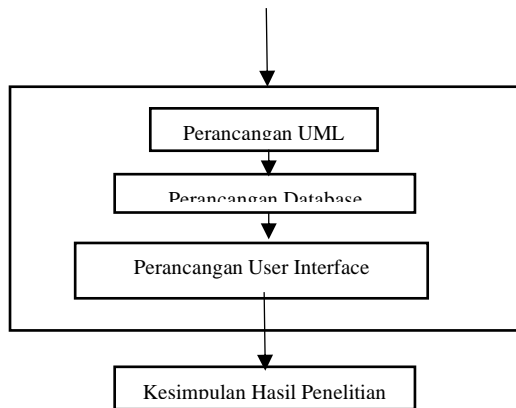 Perancangan UML
Perancangan Database
Perancangan User Interface
Kesimpulan Hasil Penelitian